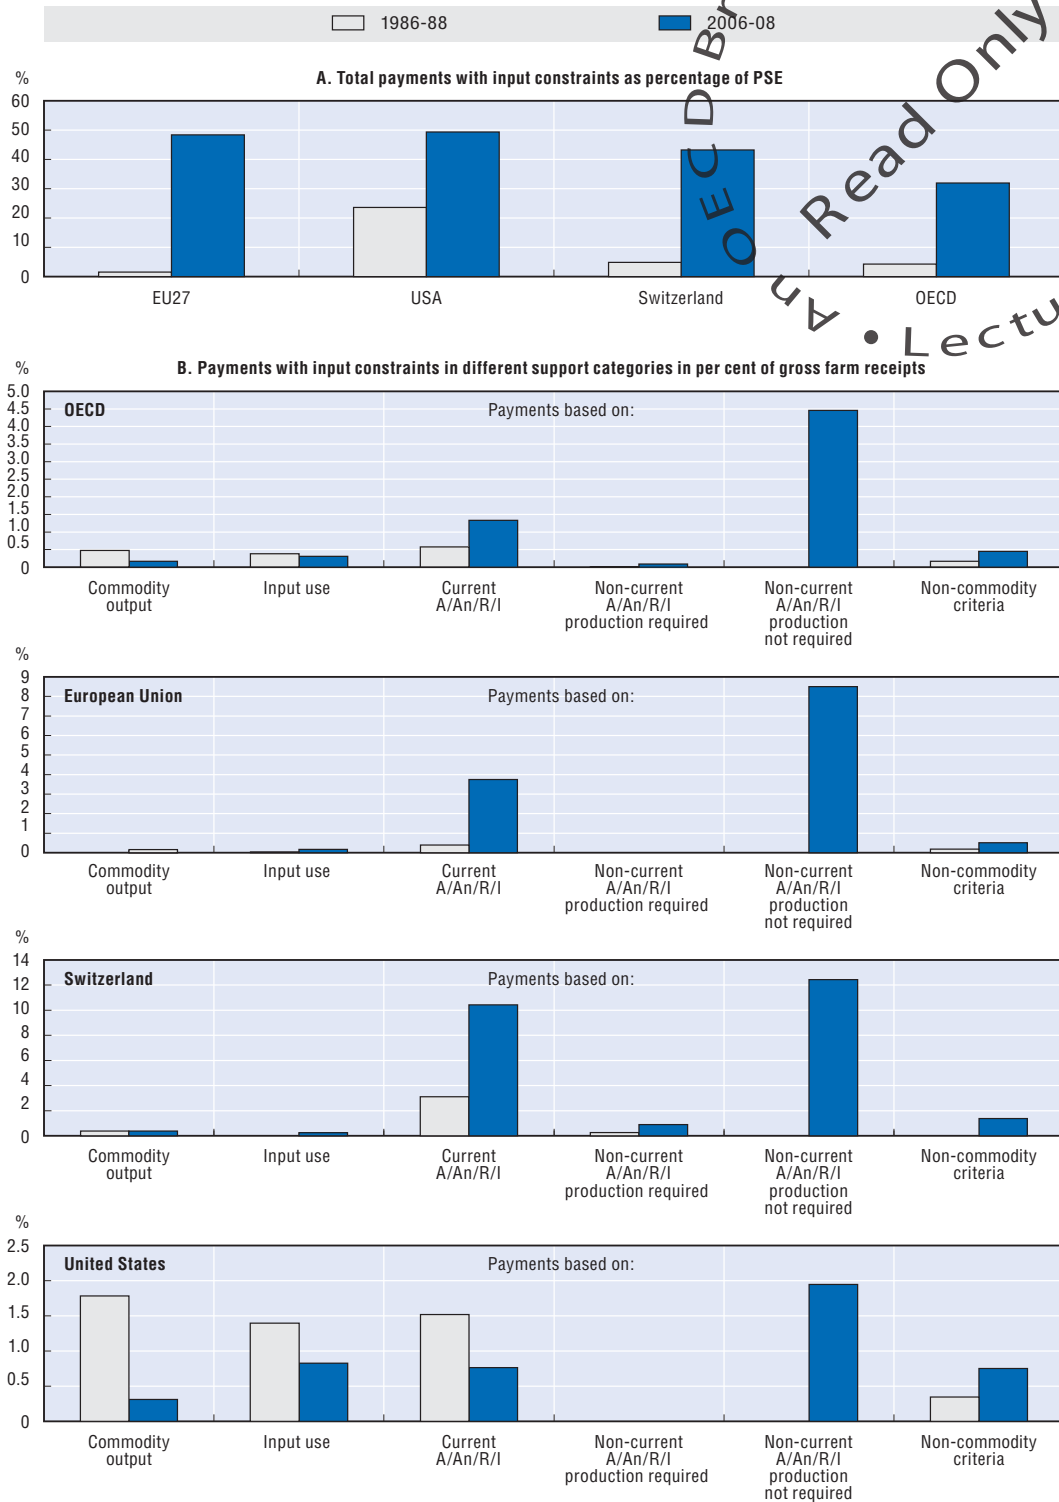 1986-88 2006-08
A. Total payments with input constraints as percentage of PSE
%
60
50
40
30
20
10
0
EU27 USA Switzerland OECD
An OECD Br
Read Only
• Lectu
B. Payments with input constraints in different support categories in per cent of gross farm receipts
%
5.0
4.5
4.0
3.5
3.0
2.5
2.0
1.5
1.0
0.5
0
OECD Payments based on:
Commodity output
Input use
Current A/An/R/I
Non-current A/An/R/I production required
Non-current A/An/R/I production not required
Non-commodity criteria
%
9
8
7
6
5
4
3
2
1
0
European Union Payments based on:
Commodity output
Input use
Current A/An/R/I
Non-current A/An/R/I production required
Non-current A/An/R/I production not required
Non-commodity criteria
%
14
12
10
8
6
4
2
0
Switzerland Payments based on:
Commodity output
Input use
Current A/An/R/I
Non-current A/An/R/I production required
Non-current A/An/R/I production not required
Non-commodity criteria
%
2.5
2.0
1.5
1.0
0.5
0
United States Payments based on:
Commodity output
Input use
Current A/An/R/I
Non-current A/An/R/I production required
Non-current A/An/R/I production not required
Non-commodity criteria